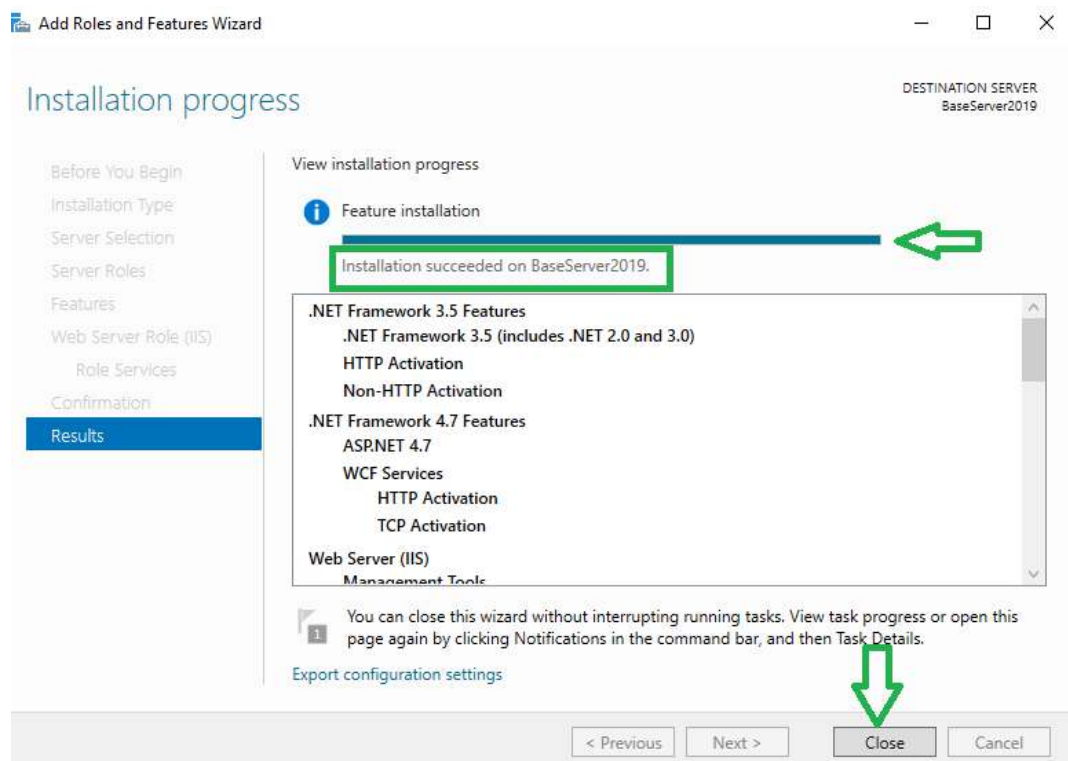 Add Roles and Features Wizard
Installation progress
DESTINATION SERVER
BaseServer2019
Before You Begin
Installation Type
Server Selection
Server Roles
Features
Web Server Role (IIS)
Role Services
Confirmation
Results
View installation progress
Feature installation
Installation succeeded on BaseServer2019.
.NET Framework 3.5 Features
.NET Framework 3.5 (includes .NET 2.0 and 3.0)
HTTP Activation
Non-HTTP Activation
.NET Framework 4.7 Features
ASP.NET 4.7
WCF Services
HTTP Activation
TCP Activation
Web Server (IIS)
Management Tools
1
You can close this wizard without interrupting running tasks. View task progress or open this
page again by clicking Notifications in the command bar, and then Task Details.
Export configuration settings
< Previous
Next >
Close
Cancel